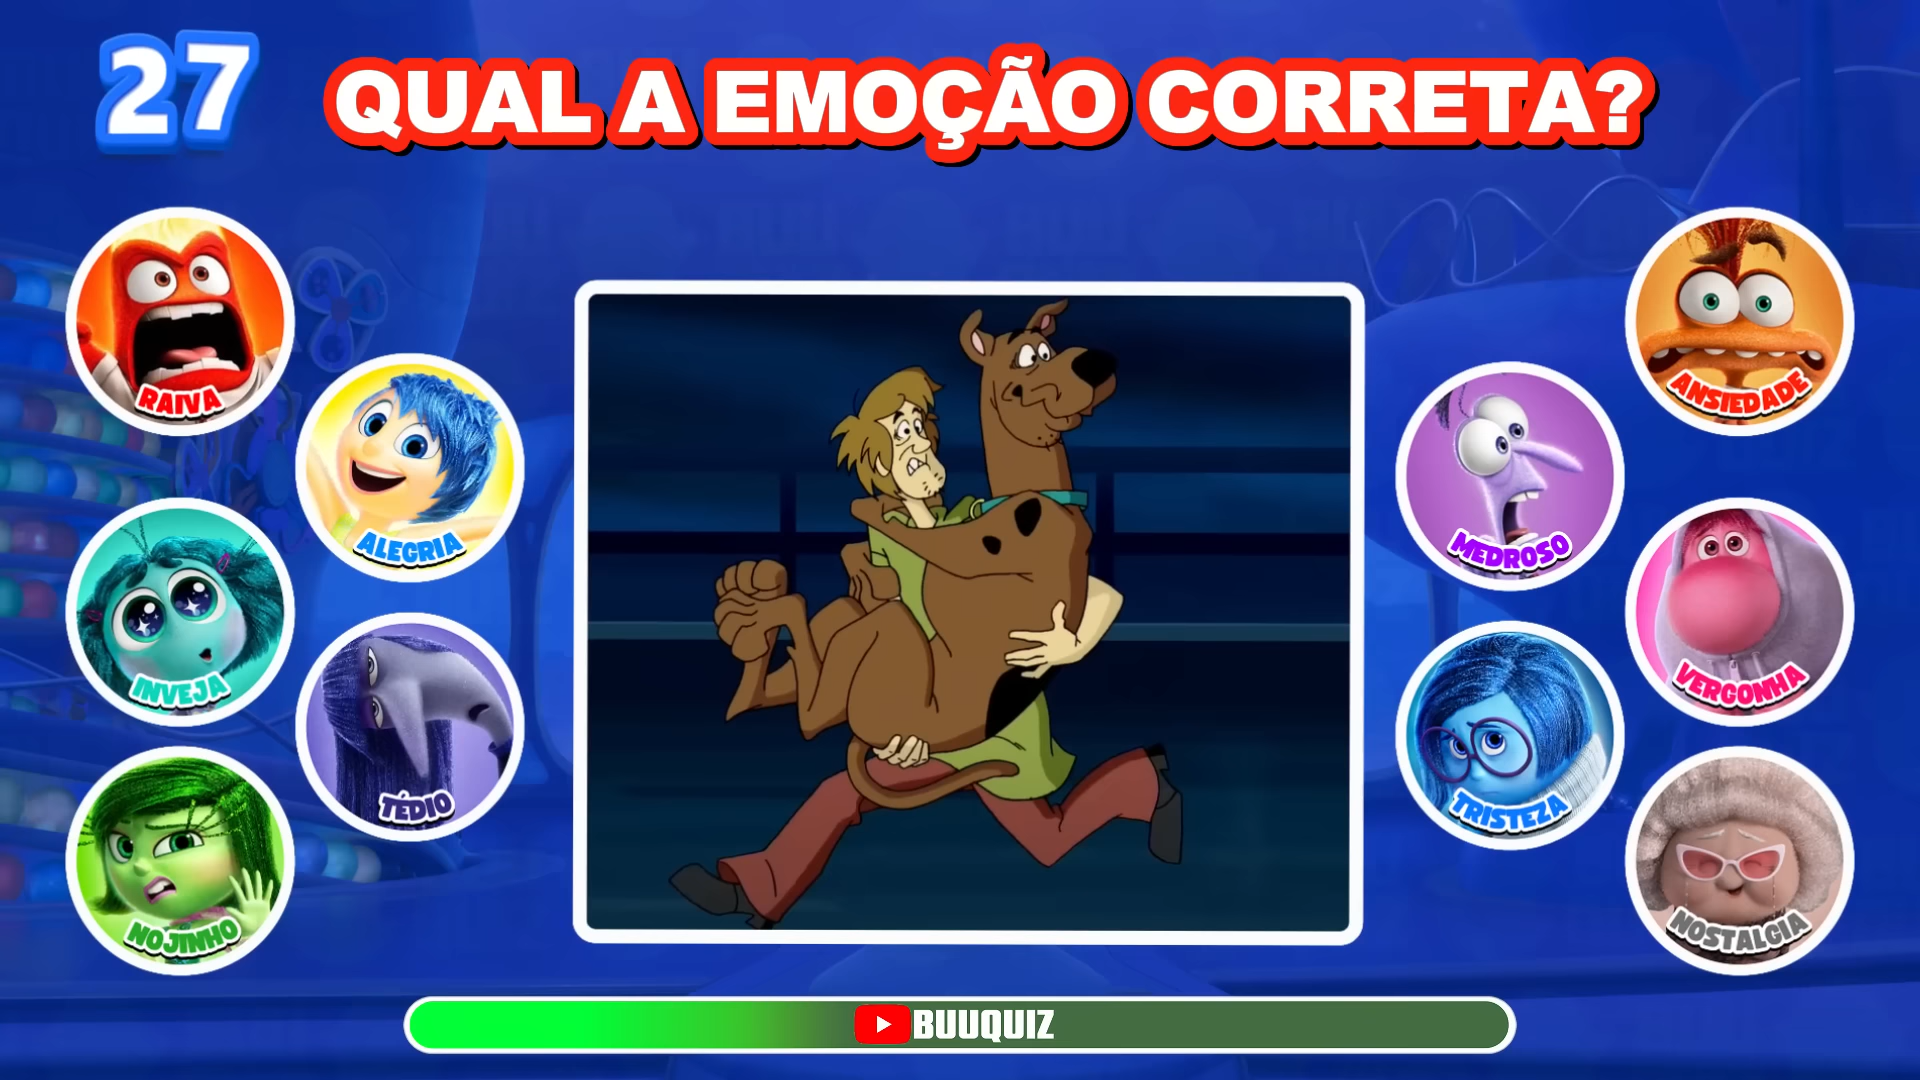 27
QUAL A EMOÇÃO CORRETA?
RAIVA
ANSIEDADE
ALEGRIA
MEDROSO
INVEJA
VERGONHA
TÉDIO
TRISTEZA
NOJINHO
NOSTALGIA
BUUQUIZ